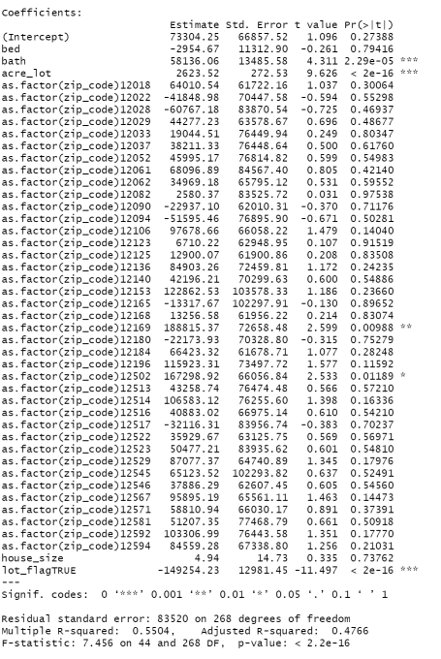 Coefficients:
Estimate Std. Error t value Pr(>|t|)
(Intercept) 73304.25 66857.52 1.096 0.27388
bed -2954.67 11312.90 -0.261 0.79416
bath 58136.06 13485.58 4.311 2.29e-05 ***
acre_lot 2623.52 272.53 9.626 < 2e-16 ***
as.factor(zip_code)12018 64010.54 61722.16 1.037 0.30064
as.factor(zip_code)12022 -41848.98 70447.58 -0.594 0.55298
as.factor(zip_code)12028 -60767.18 83870.54 -0.725 0.46937
as.factor(zip_code)12029 44277.23 63578.67 0.696 0.48677
as.factor(zip_code)12033 19044.51 76449.94 0.249 0.80347
as.factor(zip_code)12037 38211.33 76448.64 0.500 0.61760
as.factor(zip_code)12052 45995.17 76814.82 0.599 0.54983
as.factor(zip_code)12061 68096.89 84567.40 0.805 0.42140
as.factor(zip_code)12062 34969.18 65795.12 0.531 0.59552
as.factor(zip_code)12082 2580.37 83525.72 0.031 0.97538
as.factor(zip_code)12090 -22937.10 62010.31 -0.370 0.71176
as.factor(zip_code)12094 -51595.46 76895.90 -0.671 0.50281
as.factor(zip_code)12106 97678.66 66058.22 1.479 0.14040
as.factor(zip_code)12123 6710.22 62948.95 0.107 0.91519
as.factor(zip_code)12125 12900.07 61900.86 0.208 0.83508
as.factor(zip_code)12136 84903.26 72459.81 1.172 0.24235
as.factor(zip_code)12140 42196.21 70299.63 0.600 0.54886
as.factor(zip_code)12153 122862.53 103578.33 1.186 0.23660
as.factor(zip_code)12165 -13317.67 102297.91 -0.130 0.89652
as.factor(zip_code)12168 13256.58 61956.22 0.214 0.83074
as.factor(zip_code)12169 188815.37 72658.48 2.599 0.00988 **
as.factor(zip_code)12180 -22173.93 70328.80 -0.315 0.75279
as.factor(zip_code)12184 66423.32 61678.71 1.077 0.28248
as.factor(zip_code)12196 115923.31 73497.72 1.577 0.11592
as.factor(zip_code)12502 167298.92 66056.84 2.533 0.01189 *
as.factor(zip_code)12513 43258.74 76474.48 0.566 0.57210
as.factor(zip_code)12514 106583.12 76255.60 1.398 0.16336
as.factor(zip_code)12516 40883.02 66975.14 0.610 0.54210
as.factor(zip_code)12517 -32116.31 83956.74 -0.383 0.70237
as.factor(zip_code)12522 35929.67 63125.75 0.569 0.56971
as.factor(zip_code)12523 50477.21 83935.62 0.601 0.54810
as.factor(zip_code)12529 87077.37 64740.89 1.345 0.17976
as.factor(zip_code)12545 65123.52 102293.82 0.637 0.52491
as.factor(zip_code)12546 37886.29 62607.45 0.605 0.54560
as.factor(zip_code)12567 95895.19 65561.11 1.463 0.14473
as.factor(zip_code)12571 58810.94 66030.17 0.891 0.37391
as.factor(zip_code)12581 51207.35 77468.79 0.661 0.50918
as.factor(zip_code)12592 103306.99 76443.58 1.351 0.17770
as.factor(zip_code)12594 84559.28 67338.80 1.256 0.21031
house_size 4.94 14.73 0.335 0.73762
lot_flagTRUE -149254.23 12981.45 -11.497 < 2e-16 ***
---
Signif. codes: 0 ‘***’ 0.001 ‘**’ 0.01 ‘*’ 0.05 ‘.’ 0.1 ‘ ’ 1
Residual standard error: 83520 on 268 degrees of freedom
Multiple R-squared: 0.5504, Adjusted R-squared: 0.4766
F-statistic: 7.456 on 44 and 268 DF, p-value: < 2.2e-16